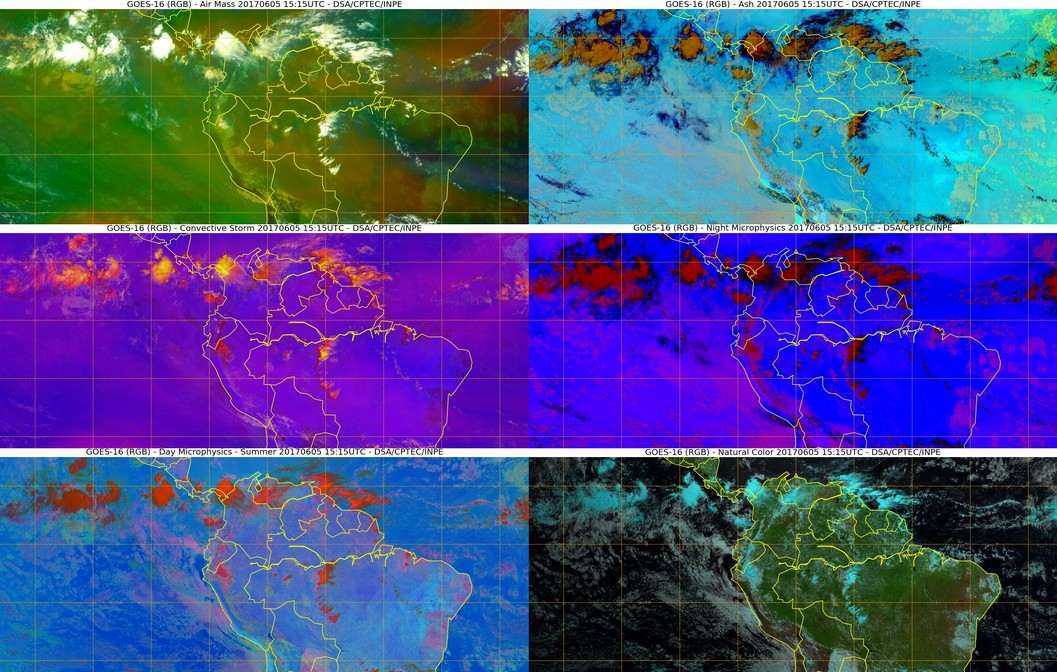 GOES-16 (RGB) - Air Mass 20170605 15:15UTC - DSA/CPTEC/INPE
GOES-16 (RGB) - Ash 20170605 15:15UTC - DSA/CPTEC/INPE
GOES-16 (RGB) - Convective Storm 20170605 15:15UTC - DSA/CPTEC/INPE
GOES-16 (RGB) - Night Microphysics 20170605 15:15UTC - DSA/CPTEC/INPE
GOES-16 (RGB) - Day Microphysics - Summer 20170605 15:15UTC - DSA/CPTEC/INPE
GOES-16 (RGB) - Natural Color 20170605 15:15UTC - DSA/CPTEC/INPE